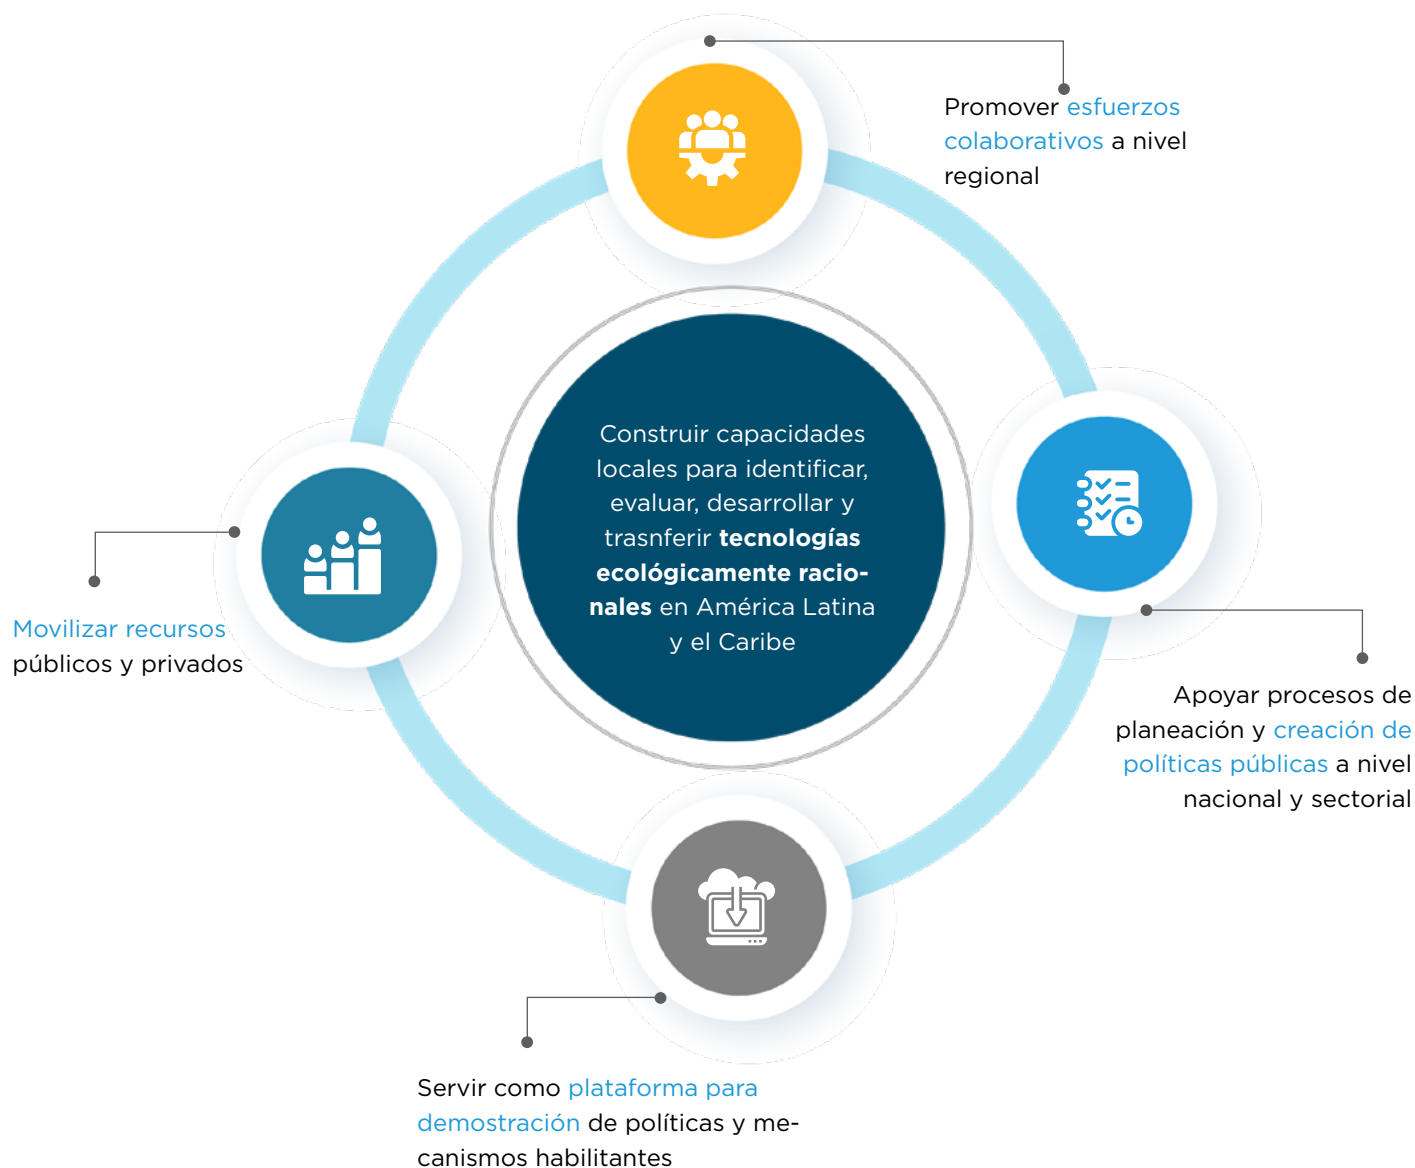 Promover esfuerzos
colaborativos a nivel
regional
Construir capacidades
locales para identificar,
evaluar, desarrollar y
trasnferir tecnologías
ecológicamente racio-
nales en América Latina
y el Caribe
Movilizar recursos
públicos y privados
Apoyar procesos de
planeación y creación de
políticas públicas a nivel
nacional y sectorial
Servir como plataforma para
demostración de políticas y me-
canismos habilitantes